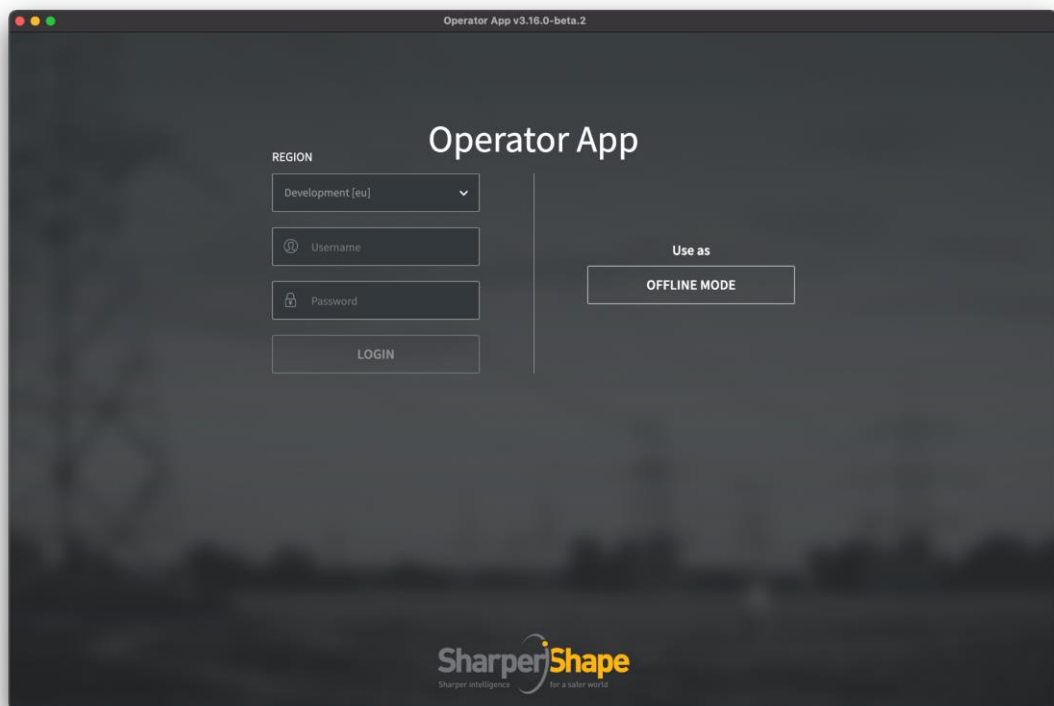 Operator App v3.16.0-beta.2
Operator App
REGION
Development [eu]
Username
Password
LOGIN
Use as
OFFLINE MODE
SharperShape
Sharper intelligence for a safer world